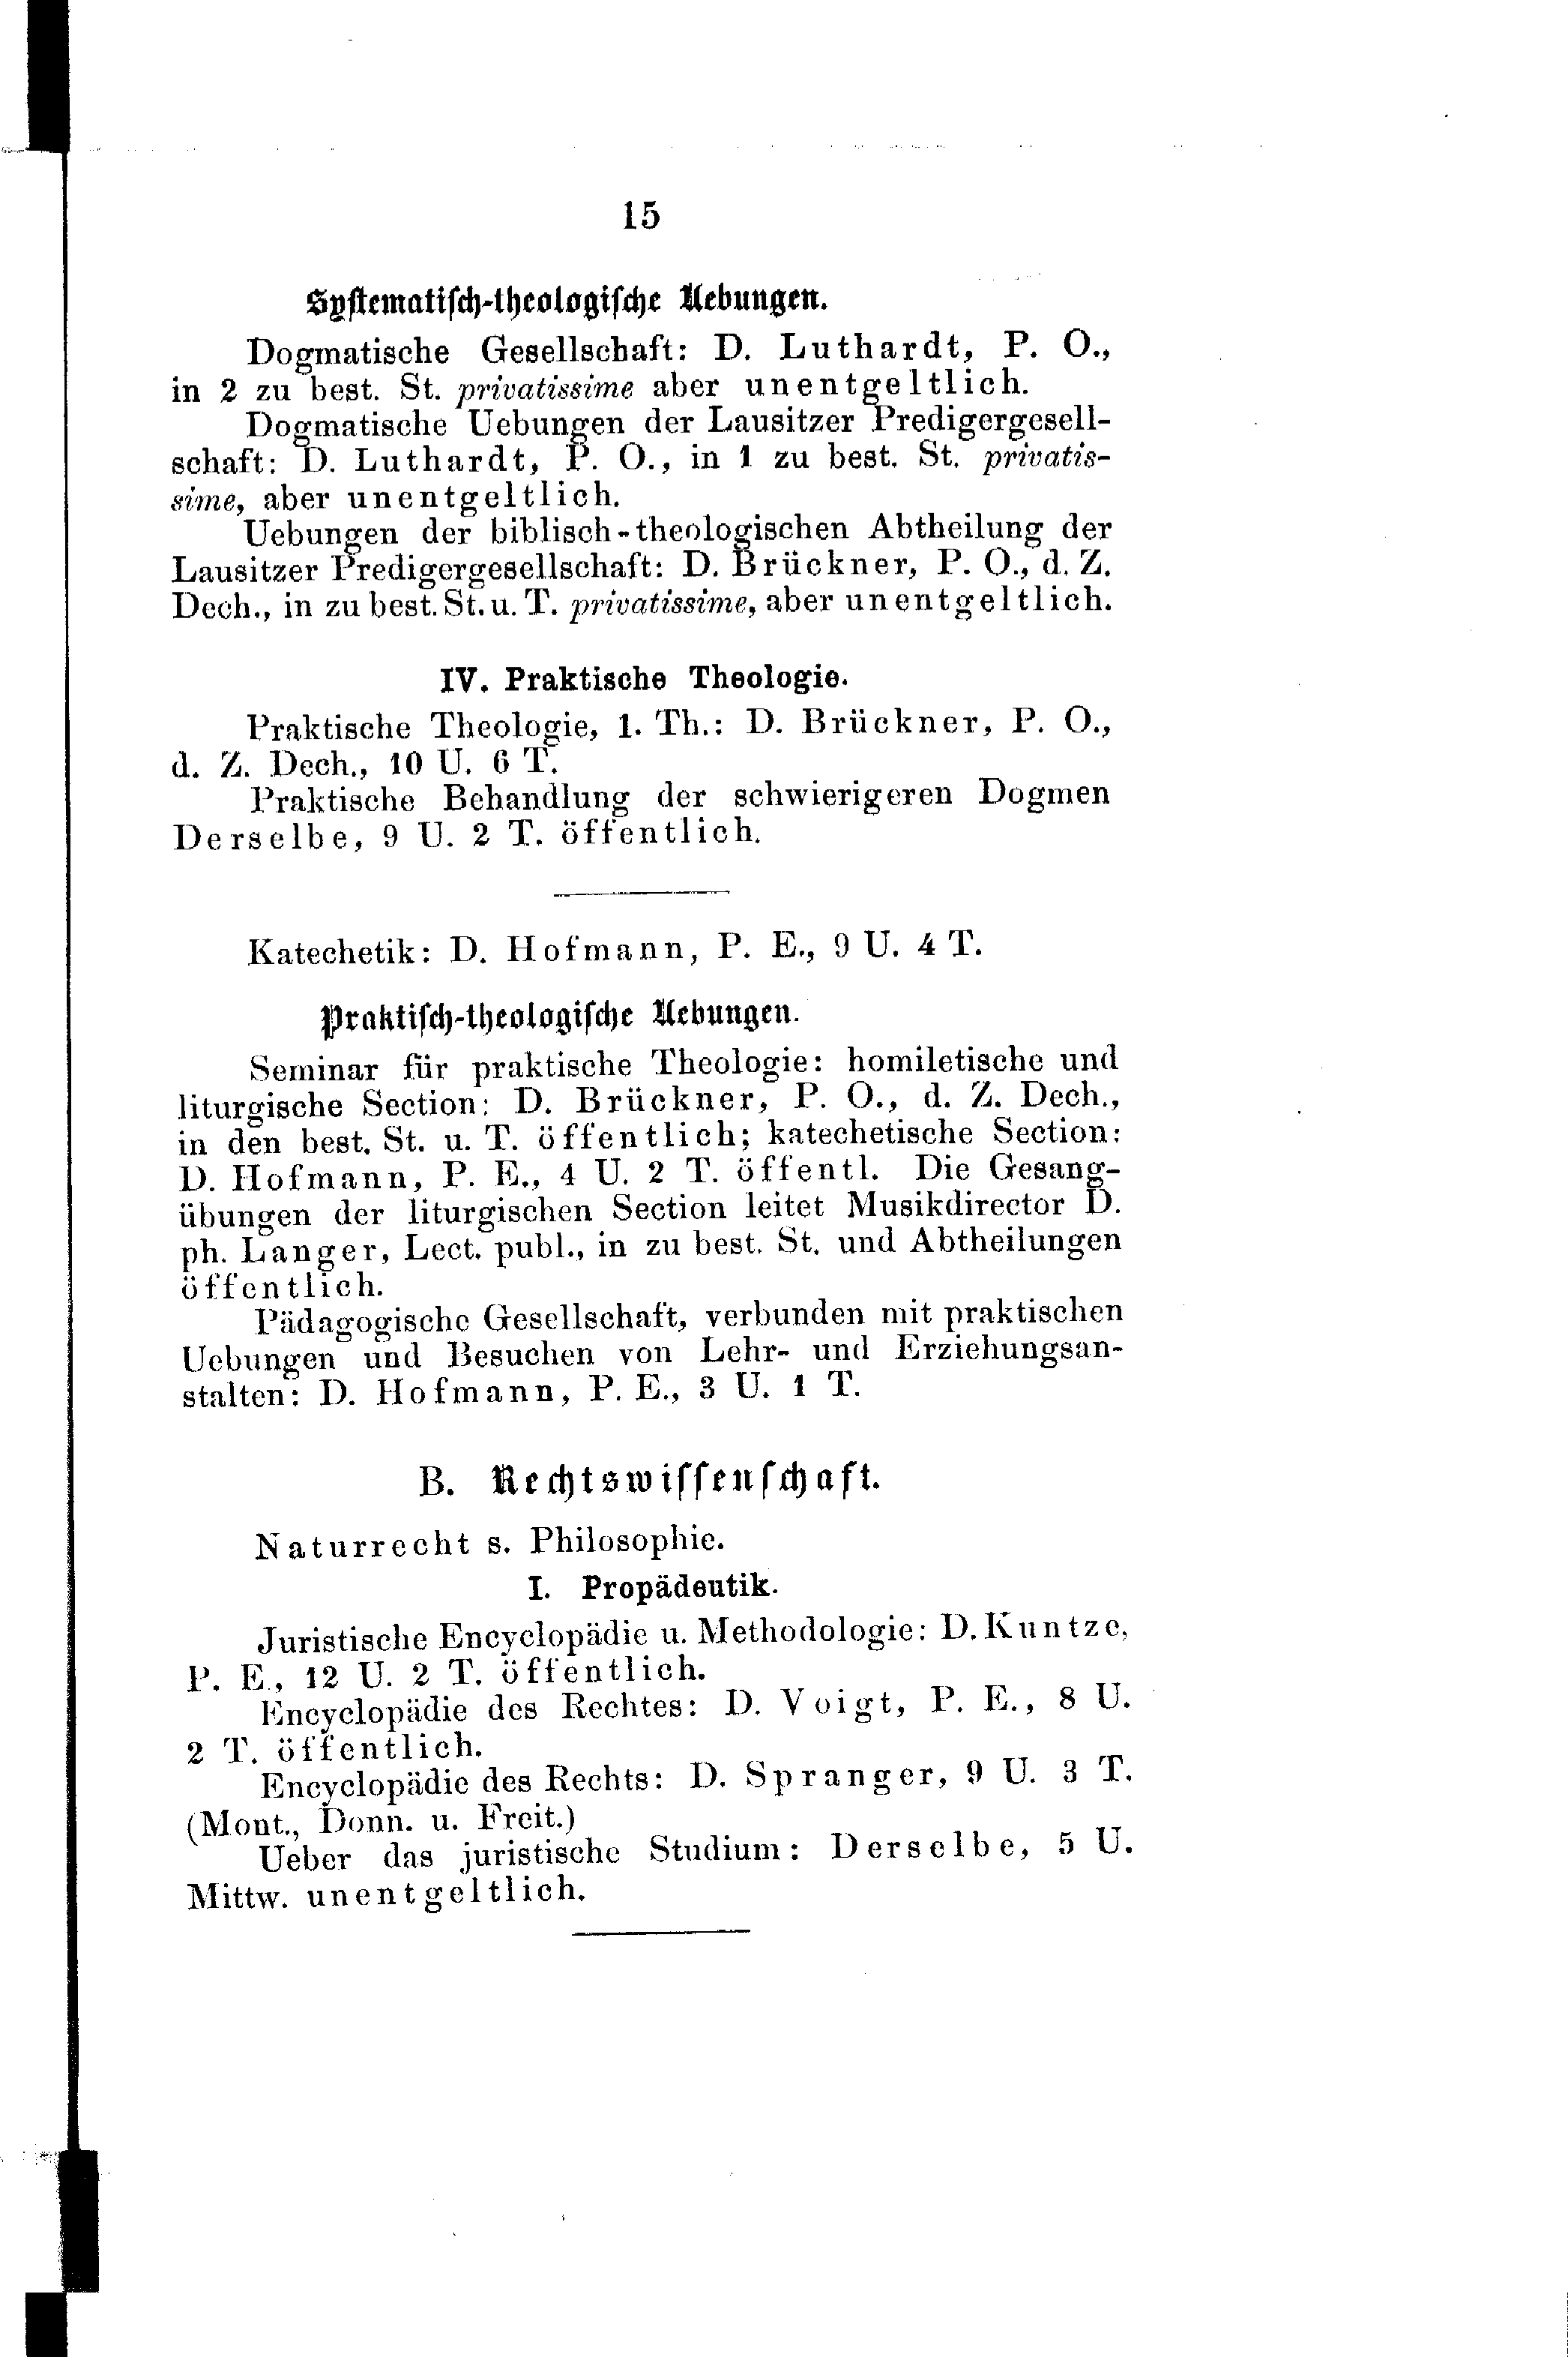 15
Systematisch-theologische Uebungen.
Dogmatische Gesellschaft: D. Luthardt, P. O.,
in 2 zu best. St. privatissime aber unentgeltlich.
Dogmatische Uebungen der Lausitzer Predigergesell-
schaft: D. Luthardt, P. O., in 1 zu best. St. privatis-
sime, aber unentgeltlich.
Uebungen der biblisch-theologischen Abtheilung der
Lausitzer Predigergesellschaft: D. Brückner, P. O., d. Z.
Dech., in zu best. St. u. T. privatissime, aber unentgeltlich.
IV. Praktische Theologie.
Praktische Theologie, 1. Th.: D. Brückner, P. O.,
d. Z. Dech., 10 U. 6 T.
Praktische Behandlung der schwierigeren Dogmen
Derselbe, 9 U. 2 T. öffentlich.
Katechetik: D. Hofmann, P. E., 9 U. 4 T.
Praktisch-theologische Uebungen.
Seminar für praktische Theologie: homiletische und
liturgische Section: D. Brückner, P. O., d. Z. Dech.,
in den best. St. u. T. öffentlich; katechetische Section:
D. Hofmann, P. E., 4 U. 2 T. öffentl. Die Gesang-
übungen der liturgischen Section leitet Musikdirector D.
ph. Langer, Lect. publ., in zu best. St. und Abtheilungen
öffentlich.
Pädagogische Gesellschaft, verbunden mit praktischen
Uebungen und Besuchen von Lehr- und Erziehungsan-
stalten: D. Hofmann, P. E., 3 U. 1 T.
B. Rechtswissenschaft.
Naturrecht s. Philosophie.
I. Propädeutik.
Juristische Encyclopädie u. Methodologie: D. Kuntze,
P. E., 12 U. 2 T. öffentlich.
Encyclopädie des Rechtes: D. Voigt, P. E., 8 U.
2 T. öffentlich.
Encyclopädie des Rechts: D. Spranger, 9 U. 3 T.
(Mont., Donn. u. Freit.)
Ueber das juristische Studium: Derselbe, 5 U.
Mittw. unentgeltlich.